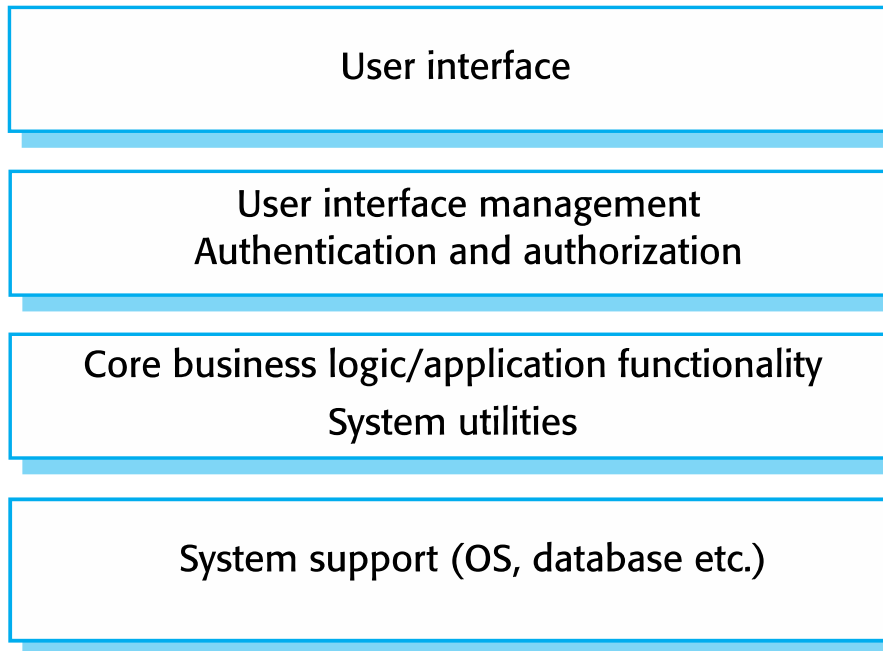 User interface
User interface management
Authentication and authorization
Core business logic/application functionality
System utilities
System support (OS, database etc.)